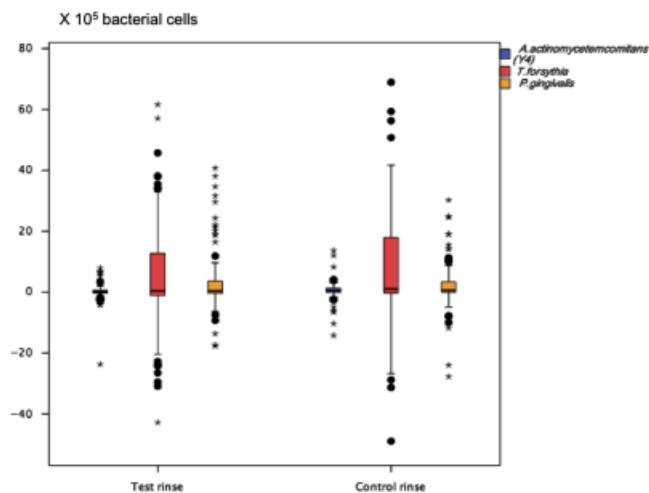 X 10⁵ bacterial cells
80
A.actinomycetemcomitans
(Y4)
T.forsythia
P.gingivalis
60
40
20
0
−20
−40
Test rinse
Control rinse